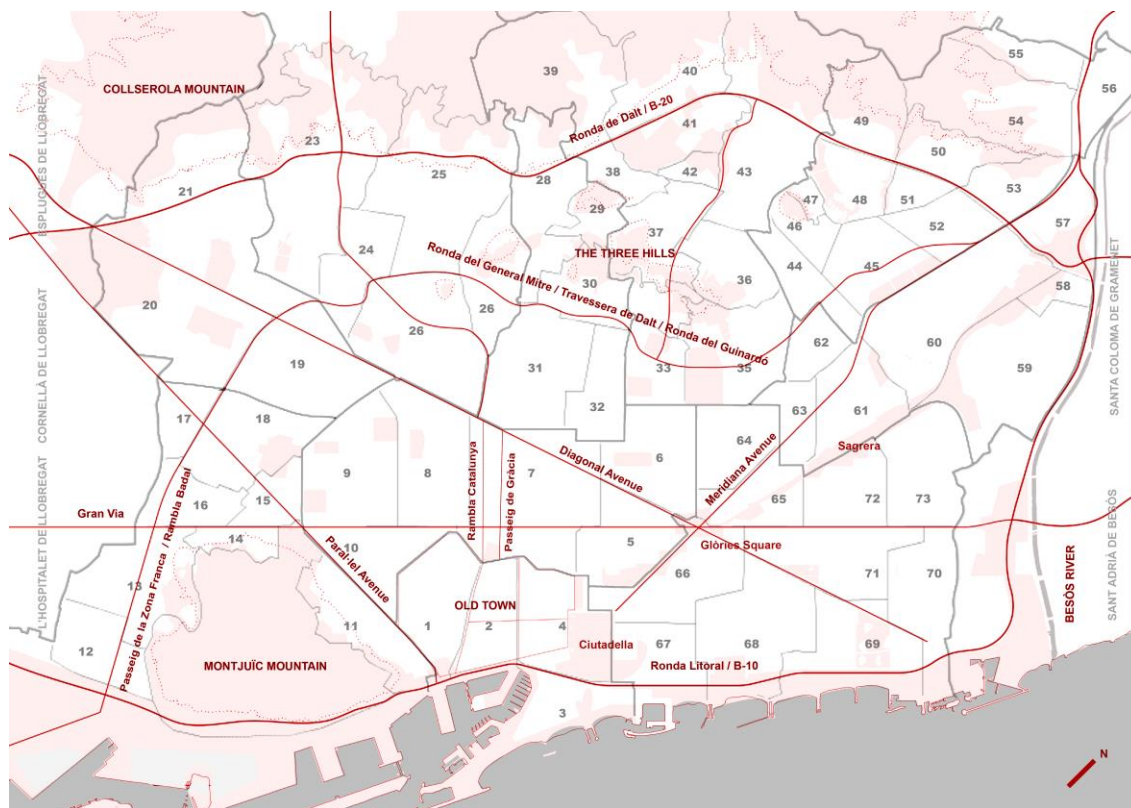 55
39
40
56
COLLSEROLA MOUNTAIN
Ronda de Dalt / B-20
41
49
54
23
50
25
28
38
42
43
53
21
29
47
48
51
ESPLUGUES DE LLOBREGAT
46
52
57
37
24
THE THREE HILLS
44
45
Ronda del General Mitre / Travessera de Dalt / Ronda del Guinardó
30
36
58
20
26
26
62
60
SANTA COLOMA DE GRAMENET
19
31
33
35
59
32
63
61
CORNELLÀ DE LLOBREGAT
17
18
64
Sagrera
9
8
Rambla Catalunya
Passeig de Gràcia
7
Diagonal Avenue
6
Meridiana Avenue
16
15
65
72
73
Gran Via
14
10
5
Glòries Square
Paral·lel Avenue
L'HOSPITALET DE LLOBREGAT
13
Passeig de la Zona Franca / Rambla Badal
66
71
70
BESÒS RIVER
SANT ADRIÀ DE BESÒS
OLD TOWN
11
1
2
4
Ciutadella
67
68
69
12
MONTJUÏC MOUNTAIN
Ronda Litoral / B-10
3
N